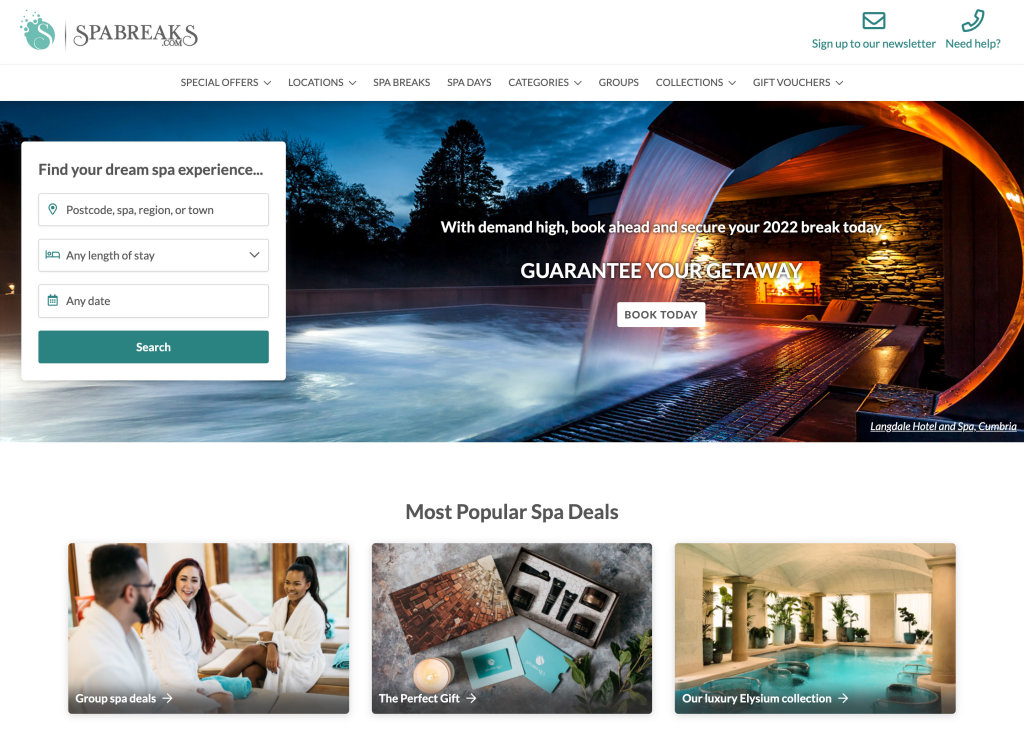 SPABREAKS
.COM
Sign up to our newsletter
Need help?
SPECIAL OFFERS
LOCATIONS
SPA BREAKS
SPA DAYS
CATEGORIES
GROUPS
COLLECTIONS
GIFT VOUCHERS
Find your dream spa experience...
Postcode, spa, region, or town
Any length of stay
Any date
Search
With demand high, book ahead and secure your 2022 break today
GUARANTEE YOUR GETAWAY
BOOK TODAY
Langdale Hotel and Spa, Cumbria
Most Popular Spa Deals
Group spa deals →
The Perfect Gift →
Our luxury Elysium collection →